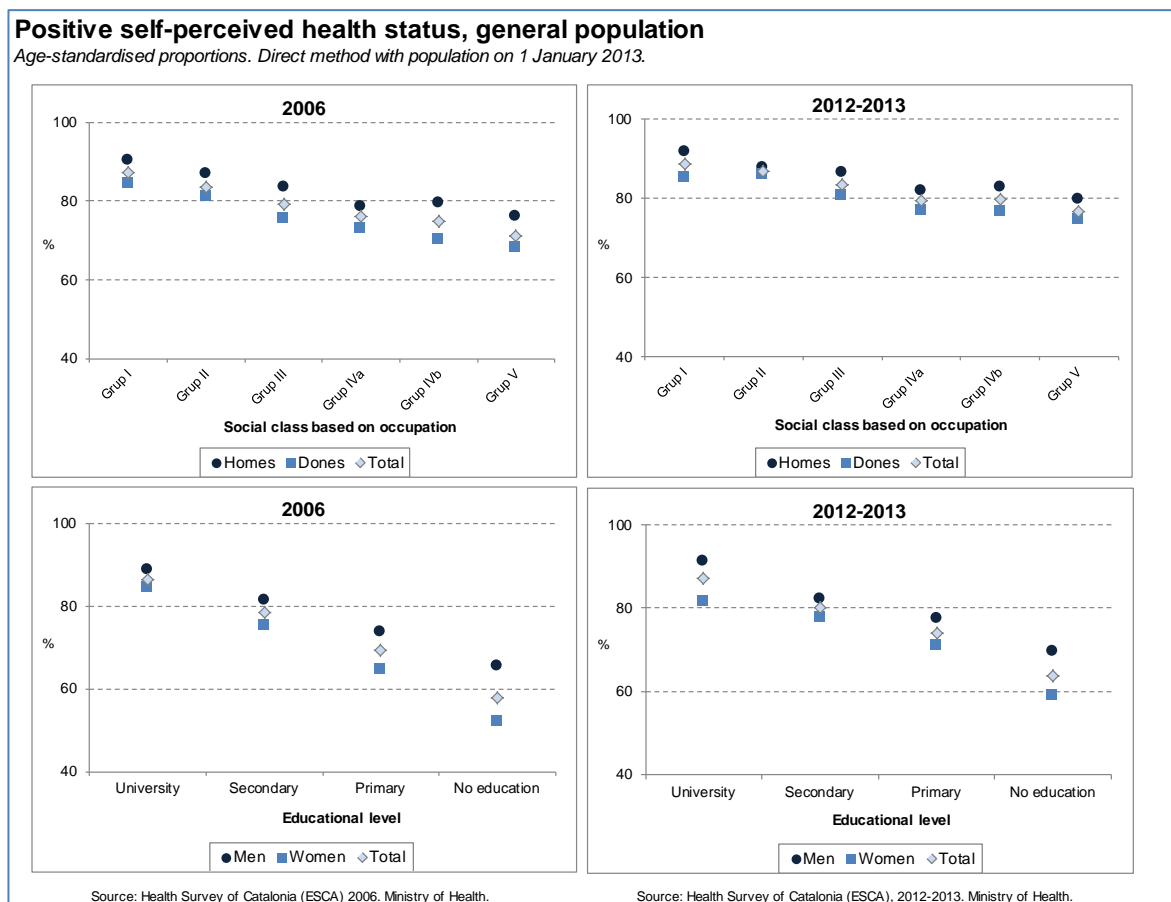 Positive self-perceived health status, general population
Age-standardised proportions. Direct method with population on 1 January 2013.
2006
100
80
%
60
40
Grup I
Grup II
Grup III
Grup IVa
Grup IVb
Grup V
Social class based on occupation
Homes Dones Total
2012-2013
100
80
%
60
40
Grup I
Grup II
Grup III
Grup IVa
Grup IVb
Grup V
Social class based on occupation
Homes Dones Total
2006
100
80
%
60
40
University Secondary Primary No education
Educational level
Men Women Total
Source: Health Survey of Catalonia (ESCA) 2006. Ministry of Health.
2012-2013
100
80
%
60
40
University Secondary Primary No education
Educational level
Men Women Total
Source: Health Survey of Catalonia (ESCA), 2012-2013. Ministry of Health.